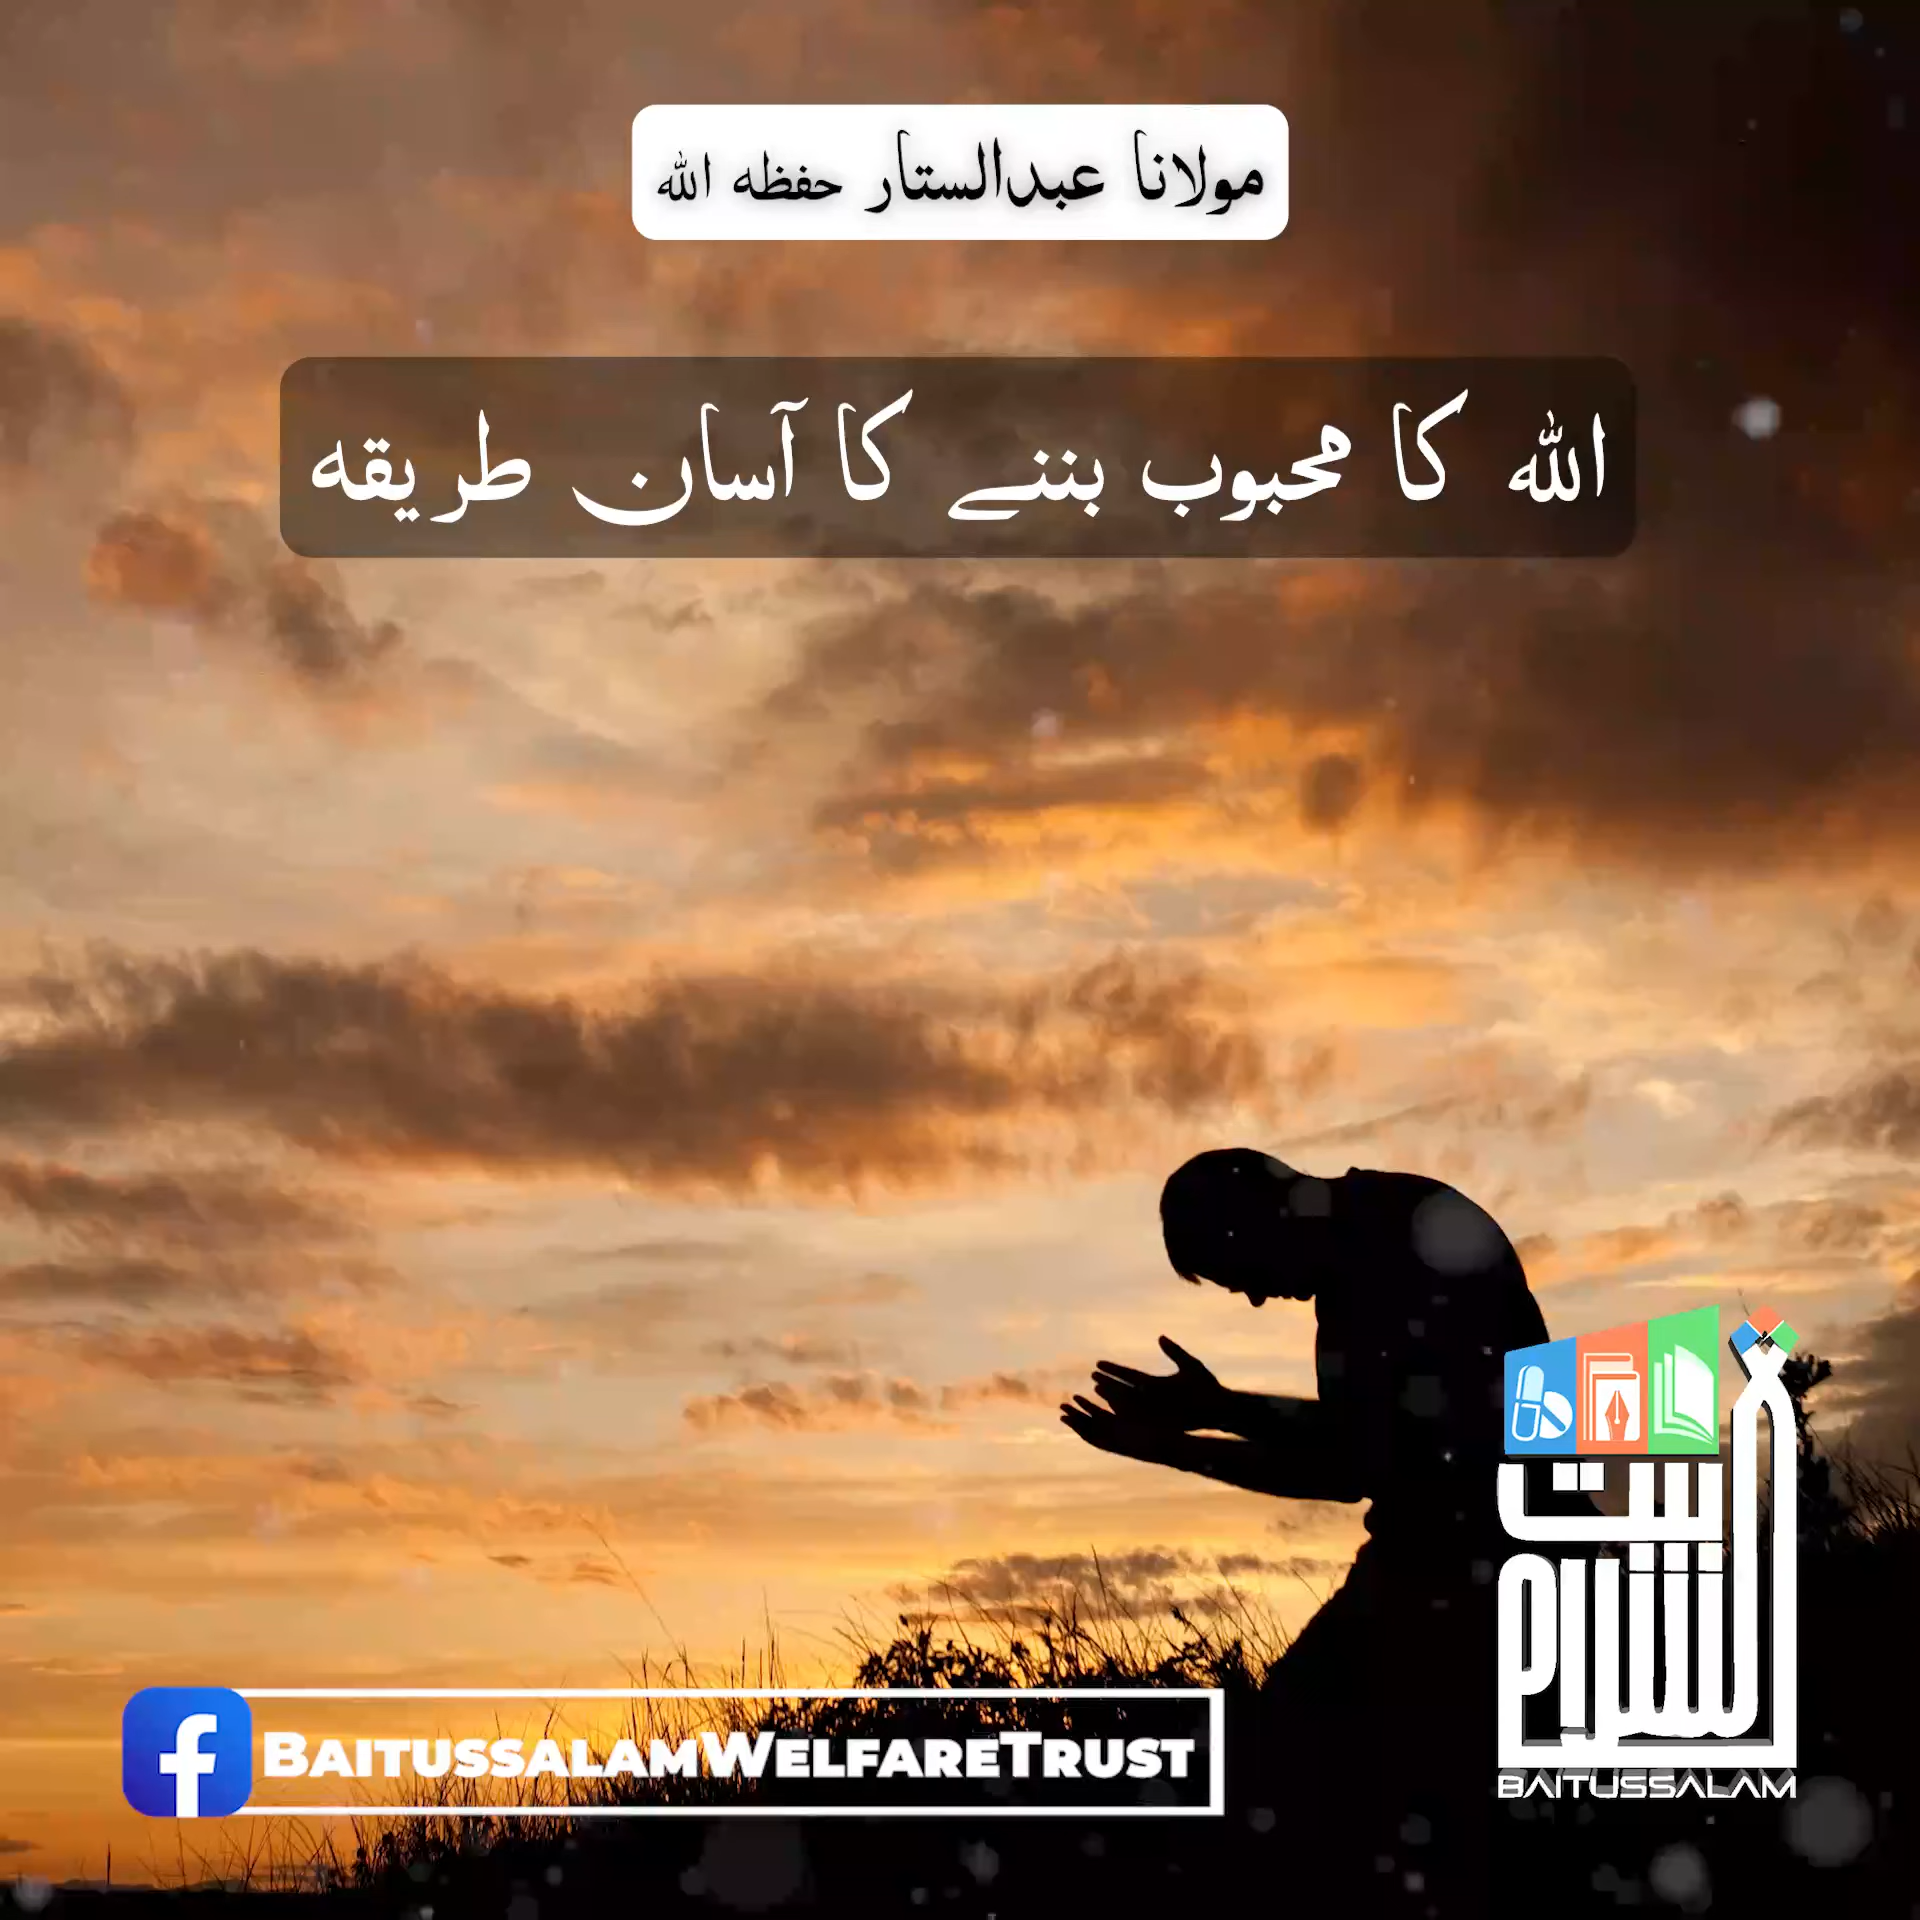 مولانا عبدالستار حفظہ اللہ
اللہ کا محبوب بننے کا آسان طریقہ
بیت السلام
BAITUSSALAM
BAITUSSALAMWELFARETRUST